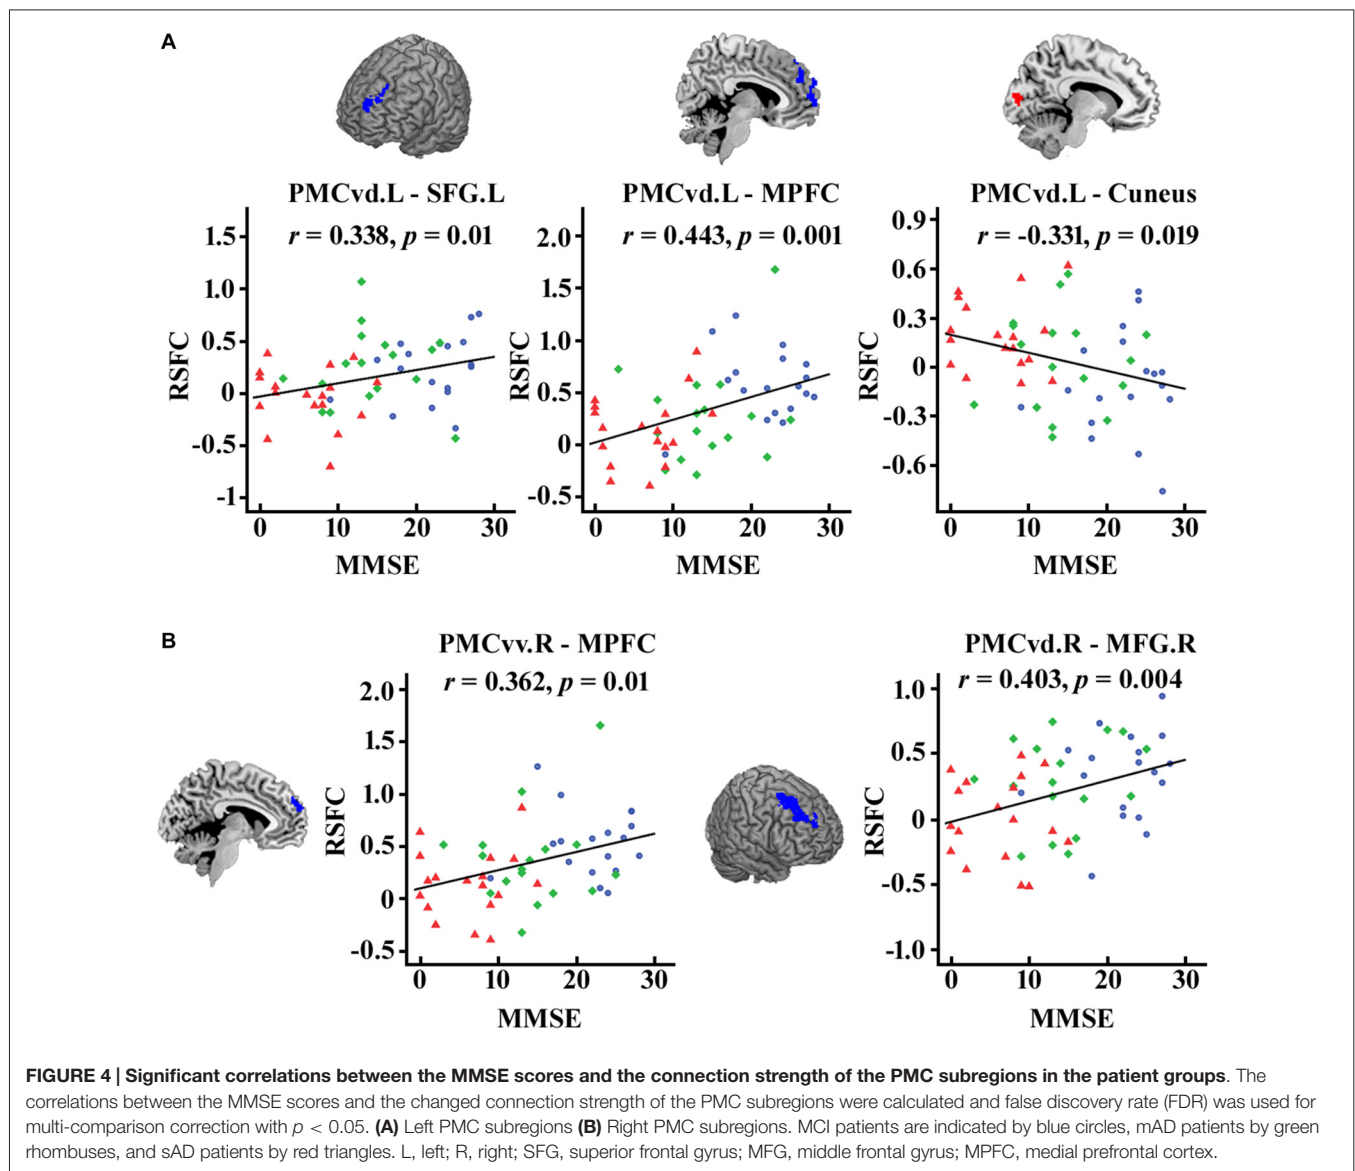 A
PMCvd.L - SFG.L
r = 0.338, p = 0.01
1.5
1.0
0.5
0
-0.5
-1
RSFC
0 10 20 30
MMSE
PMCvd.L - MPFC
r = 0.443, p = 0.001
2.0
1.5
1.0
0.5
0
-0.5
RSFC
0 10 20 30
MMSE
PMCvd.L - Cuneus
r = -0.331, p = 0.019
0.9
0.6
0.3
0
-0.3
-0.6
RSFC
0 10 20 30
MMSE
B
PMCvv.R - MPFC
r = 0.362, p = 0.01
2.0
1.5
1.0
0.5
0
-0.5
RSFC
0 10 20 30
MMSE
PMCvd.R - MFG.R
r = 0.403, p = 0.004
1.0
0.5
0
-0.5
-1.0
RSFC
0 10 20 30
MMSE
FIGURE 4 | Significant correlations between the MMSE scores and the connection strength of the PMC subregions in the patient groups. The
correlations between the MMSE scores and the changed connection strength of the PMC subregions were calculated and false discovery rate (FDR) was used for
multi-comparison correction with p < 0.05. (A) Left PMC subregions (B) Right PMC subregions. MCI patients are indicated by blue circles, mAD patients by green
rhombuses, and sAD patients by red triangles. L, left; R, right; SFG, superior frontal gyrus; MFG, middle frontal gyrus; MPFC, medial prefrontal cortex.